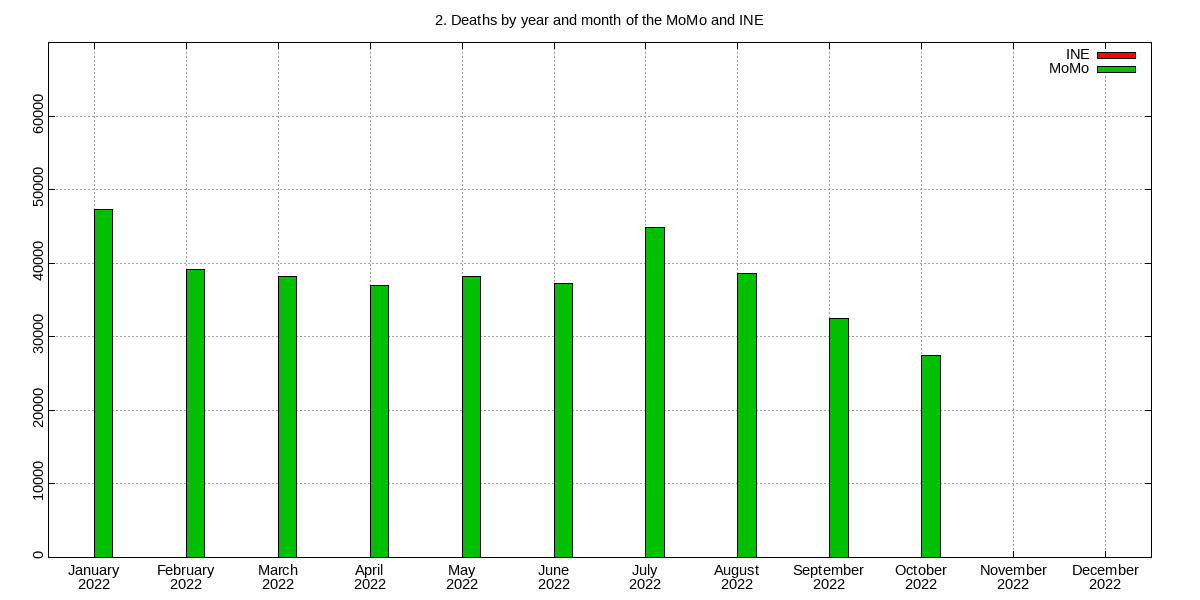 2. Deaths by year and month of the MoMo and INE
INE
MoMo
60000
50000
40000
30000
20000
10000
0
January February March April May June July August September October November December
2022 2022 2022 2022 2022 2022 2022 2022 2022 2022 2022 2022